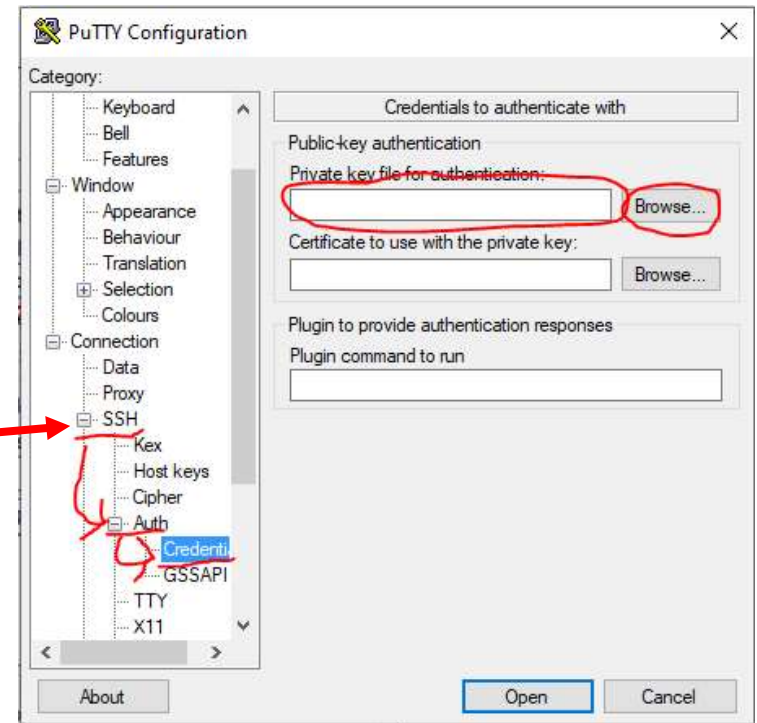 PuTTY Configuration
Category:
Keyboard
Bell
Features
Window
Appearance
Behaviour
Translation
Selection
Colours
Connection
Data
Proxy
SSH
Kex
Host keys
Cipher
Auth
Credenti
GSSAPI
TTY
X11
Credentials to authenticate with
Public-key authentication
Private key file for authentication:
Browse...
Certificate to use with the private key:
Browse...
Plugin to provide authentication responses
Plugin command to run
About
Open
Cancel